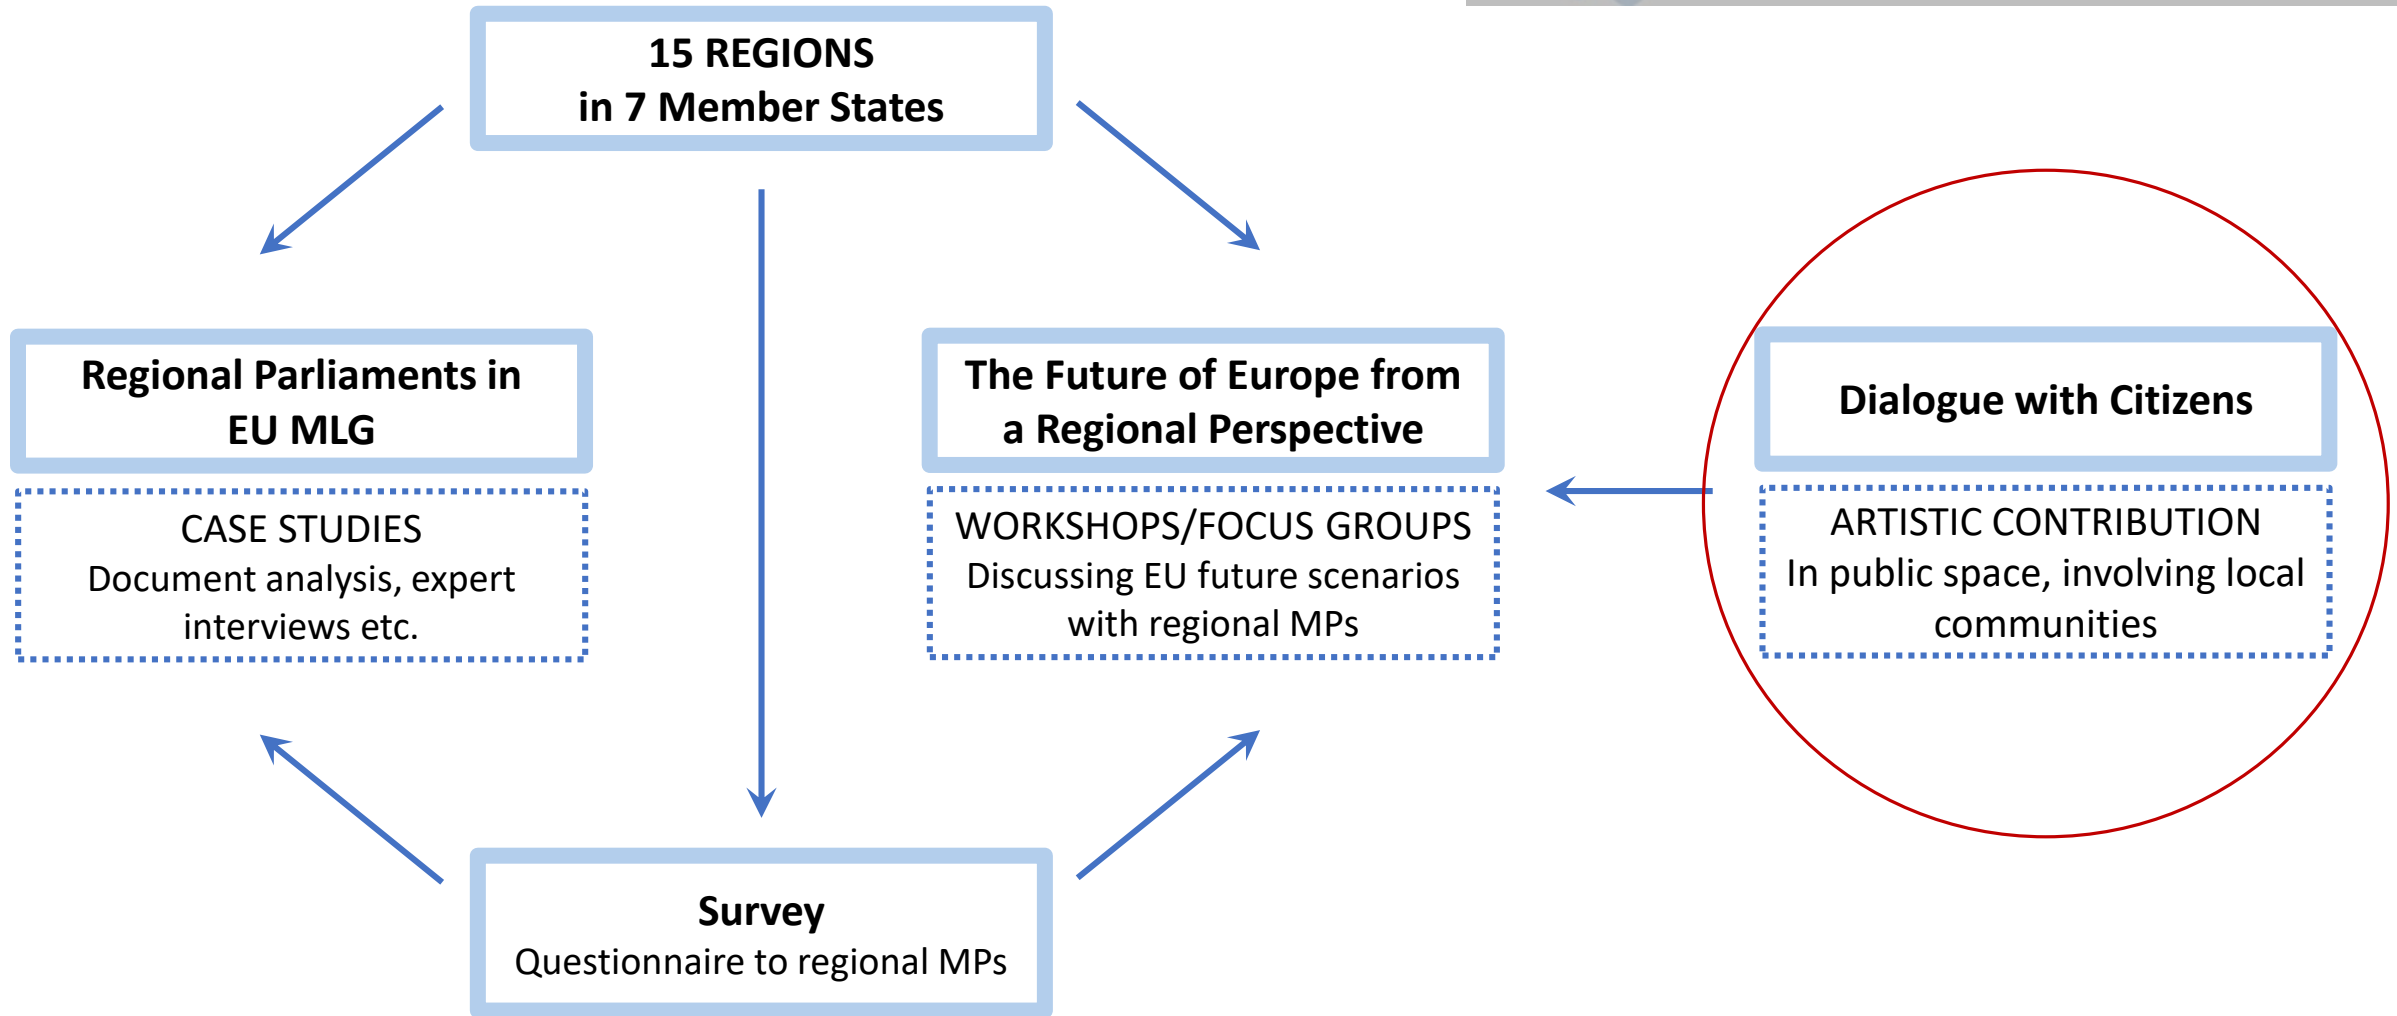 15 REGIONS
in 7 Member States
Regional Parliaments in
EU MLG
CASE STUDIES
Document analysis, expert
interviews etc.
The Future of Europe from
a Regional Perspective
WORKSHOPS/FOCUS GROUPS
Discussing EU future scenarios
with regional MPs
Dialogue with Citizens
ARTISTIC CONTRIBUTION
In public space, involving local
communities
Survey
Questionnaire to regional MPs